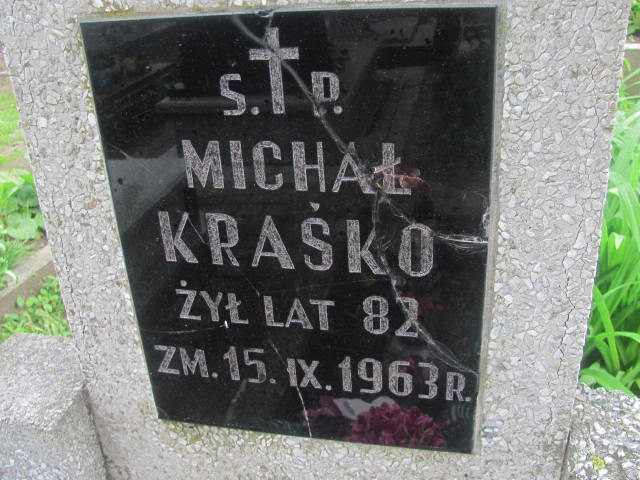 Ś. P.
MICHAŁ
KRAŚKO
ŻYŁ LAT 82
ZM. 15. IX. 1963 R.